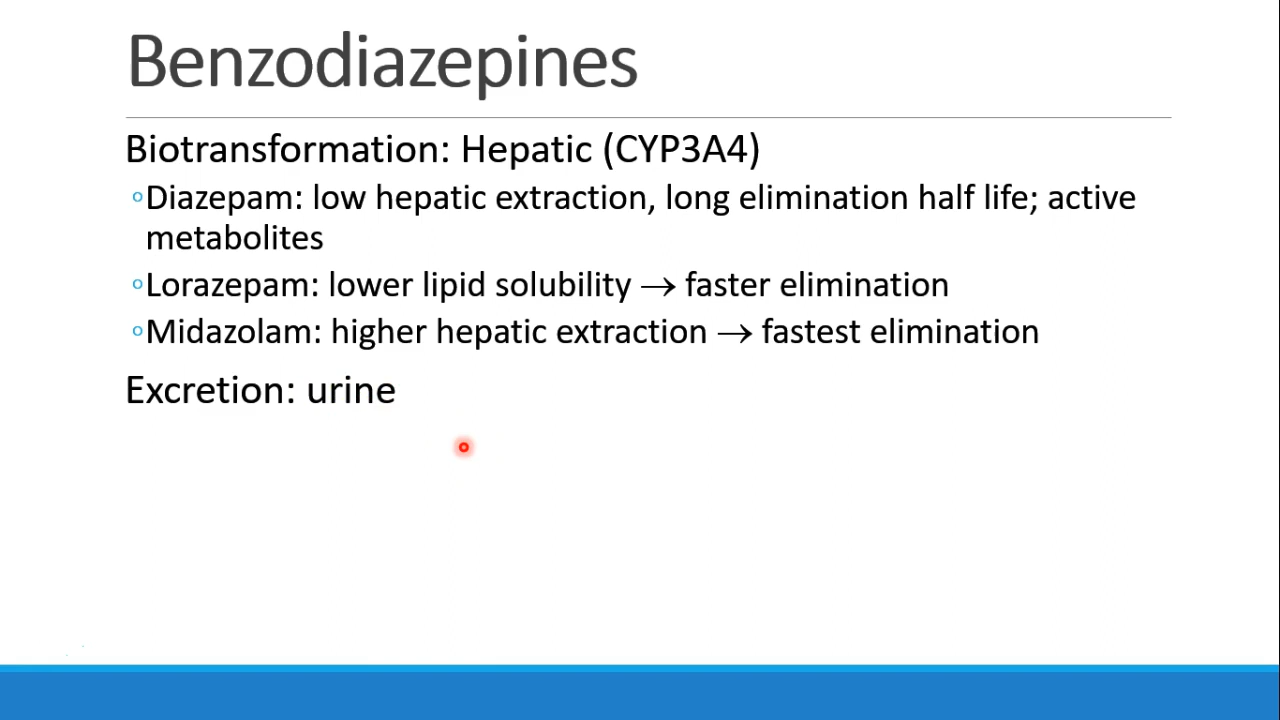 Benzodiazepines
Biotransformation: Hepatic (CYP3A4)
◦Diazepam: low hepatic extraction, long elimination half life; active
metabolites
◦Lorazepam: lower lipid solubility → faster elimination
◦Midazolam: higher hepatic extraction → fastest elimination
Excretion: urine